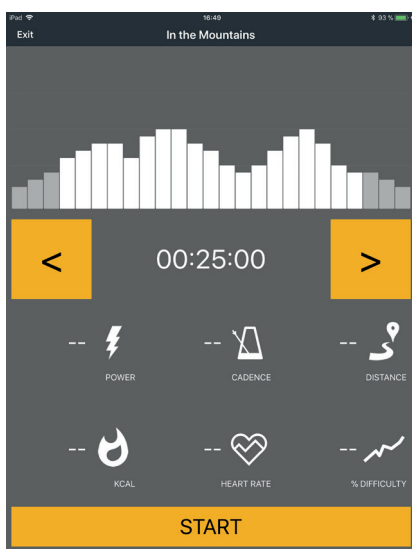 iPad 16:49 93 %
Exit In the Mountains
< 00:25:00 >
-- -- --
POWER CADENCE DISTANCE
-- -- --
KCAL HEART RATE % DIFFICULTY
START